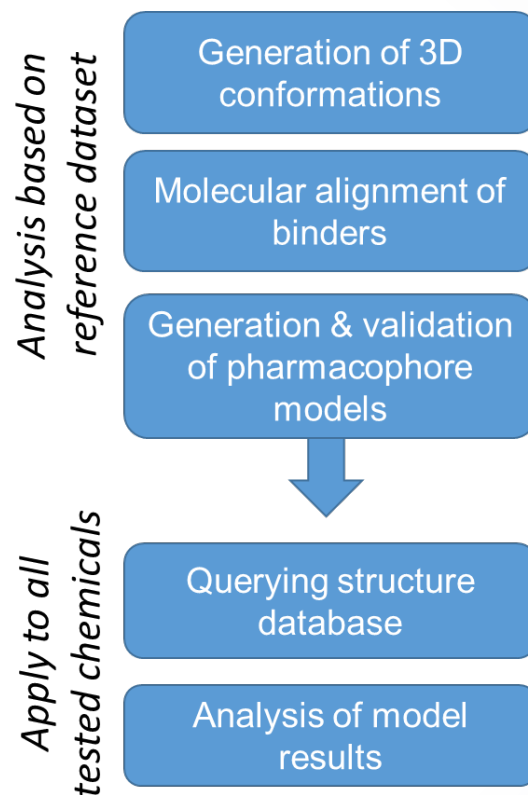 Analysis based on
reference dataset
Generation of 3D
conformations
Molecular alignment of
binders
Generation & validation
of pharmacophore
models
Apply to all
tested chemicals
Querying structure
database
Analysis of model
results